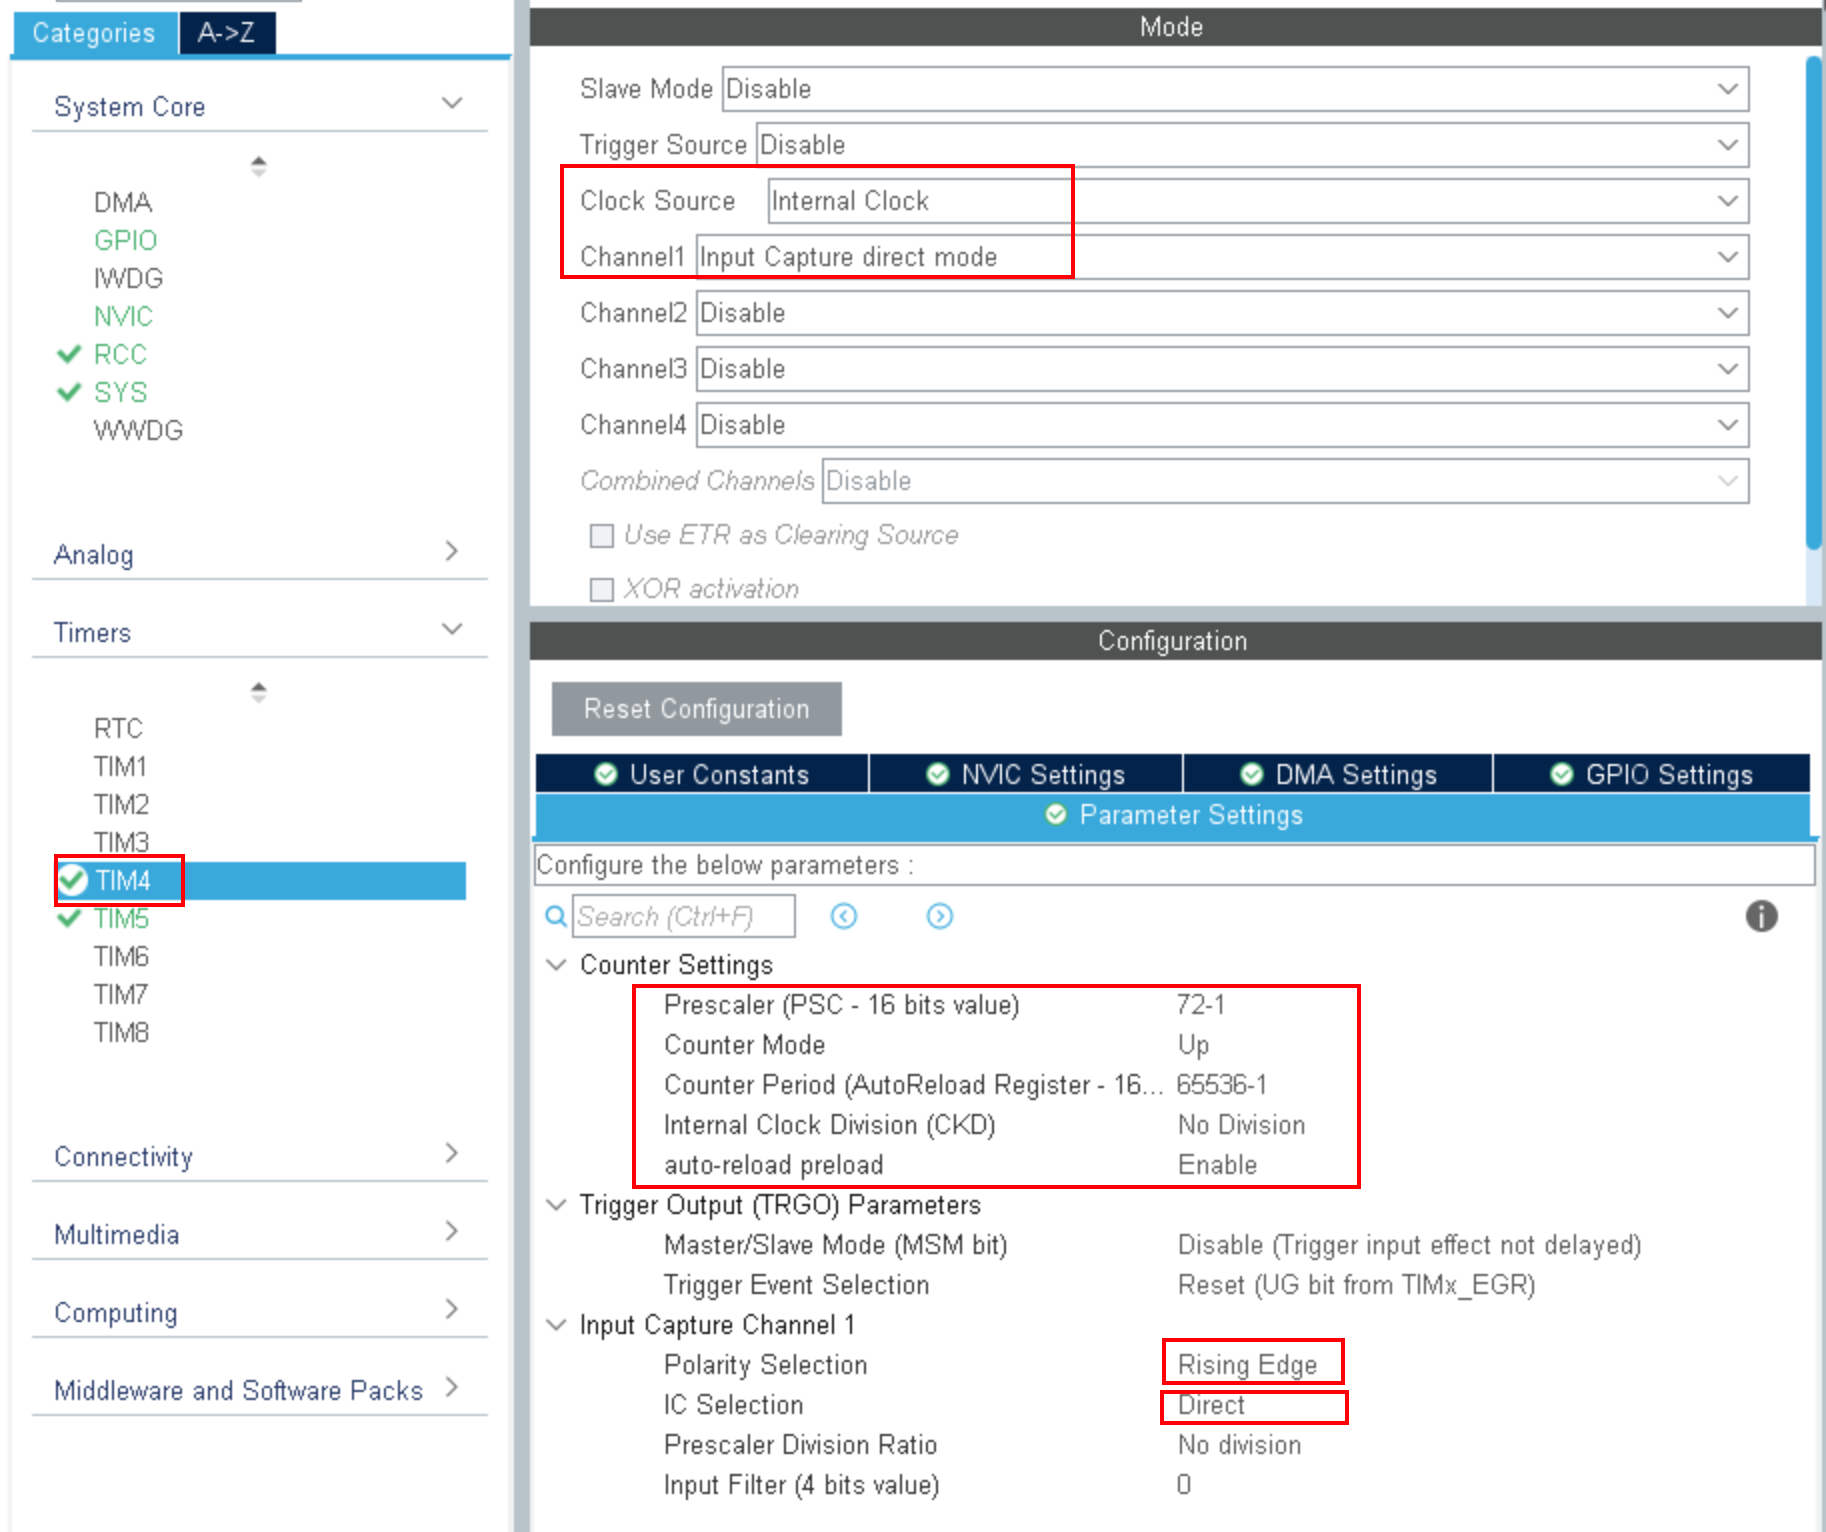 Categories
A->Z
System Core
DMA
GPIO
IWDG
NVIC
RCC
SYS
WWDG
Analog
Timers
RTC
TIM1
TIM2
TIM3
TIM4
TIM5
TIM6
TIM7
TIM8
Connectivity
Multimedia
Computing
Middleware and Software Packs
Mode
Slave Mode Disable
Trigger Source Disable
Clock Source Internal Clock
Channel1 Input Capture direct mode
Channel2 Disable
Channel3 Disable
Channel4 Disable
Combined Channels Disable
Use ETR as Clearing Source
XOR activation
Configuration
Reset Configuration
User Constants NVIC Settings DMA Settings GPIO Settings
Parameter Settings
Configure the below parameters :
Search (Ctrl+F)
Counter Settings
Prescaler (PSC - 16 bits value) 72-1
Counter Mode Up
Counter Period (AutoReload Register - 16... 65536-1
Internal Clock Division (CKD) No Division
auto-reload preload Enable
Trigger Output (TRGO) Parameters
Master/Slave Mode (MSM bit) Disable (Trigger input effect not delayed)
Trigger Event Selection Reset (UG bit from TIMx_EGR)
Input Capture Channel 1
Polarity Selection Rising Edge
IC Selection Direct
Prescaler Division Ratio No division
Input Filter (4 bits value) 0